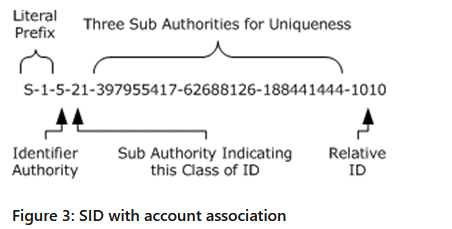 Literal
Prefix
Three Sub Authorities for Uniqueness
S-1-5-21-397955417-62688126-188441444-1010
Identifier
Authority
Sub Authority Indicating
this Class of ID
Relative
ID
Figure 3: SID with account association